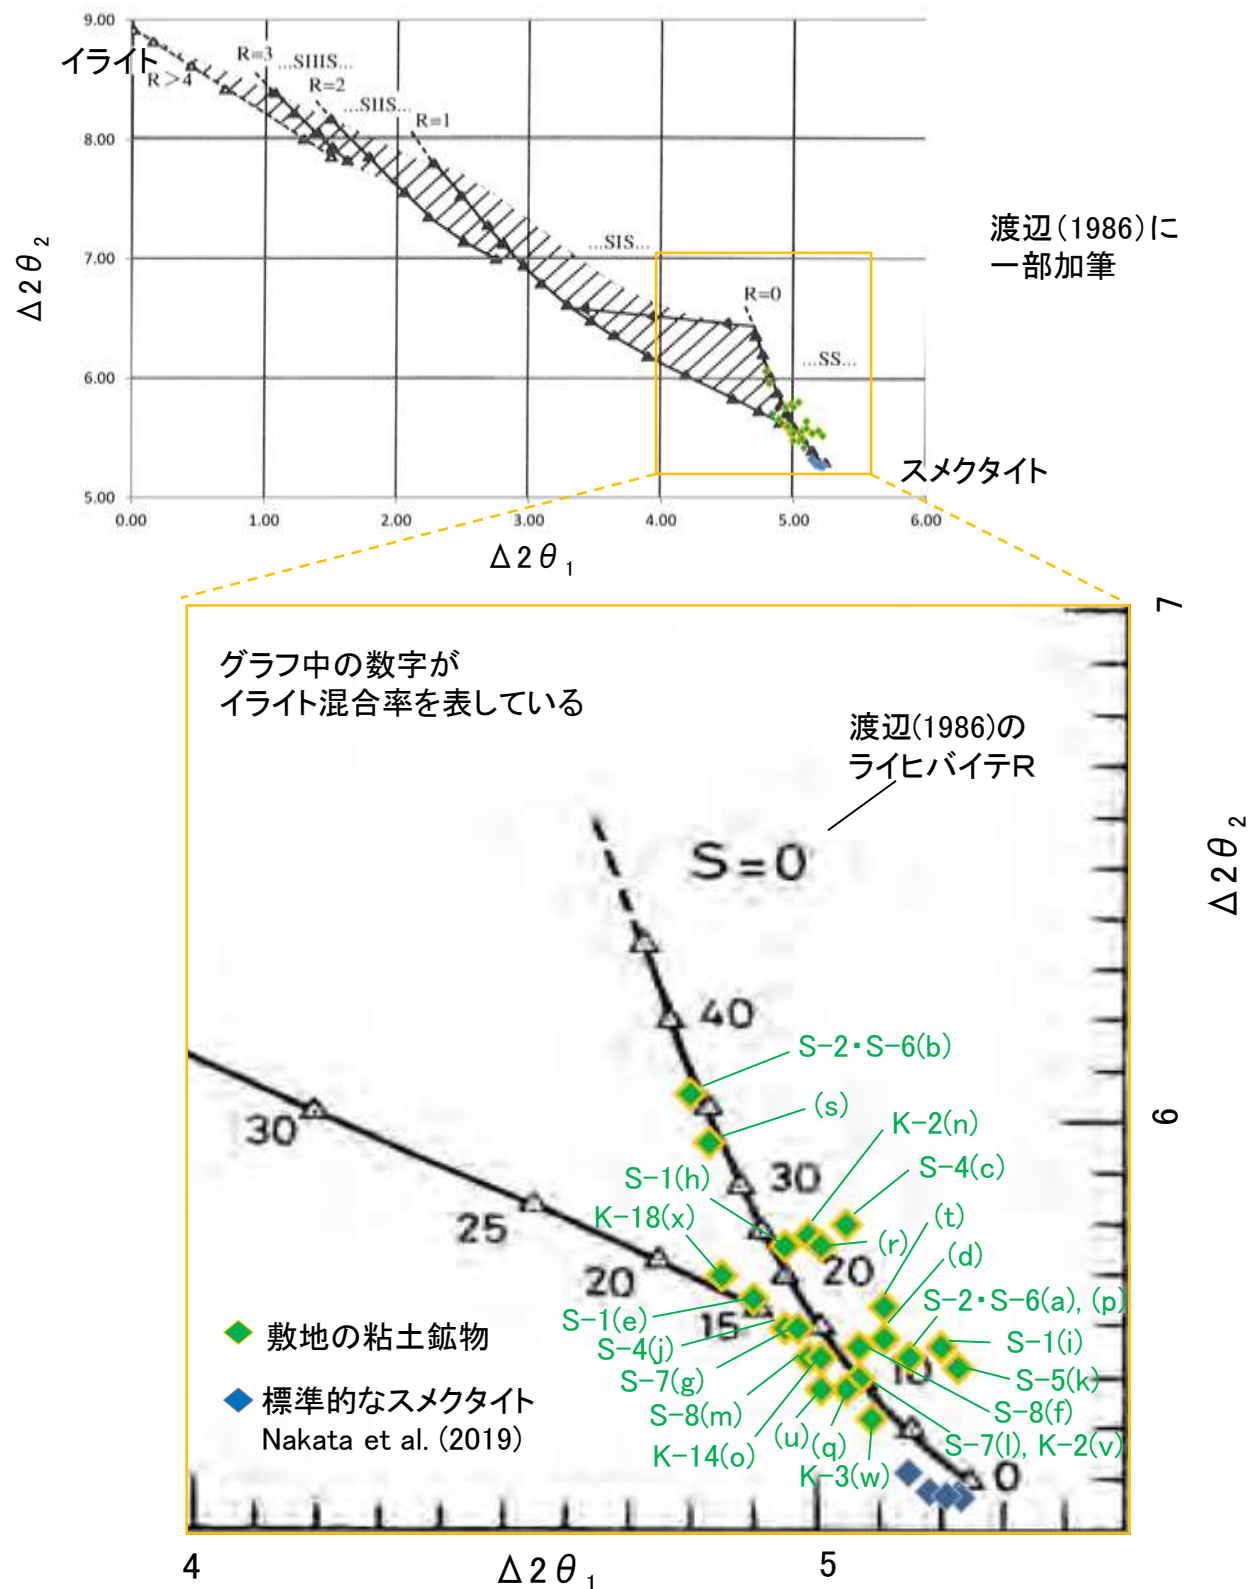 9.00
イライト
R=3
...SIIIS...
R>4
R=2
...SIIS...
R=1
8.00
7.00
...SIS...
R=0
6.00
...SS...
スメクタイト
5.00
0.00
1.00
2.00
3.00
4.00
5.00
6.00
Δ2θ₂
Δ2θ₁
渡辺(1986)に
一部加筆
グラフ中の数字が
イライト混合率を表している
渡辺(1986)の
ライヒバイテR
S=0
40
30
20
10
0
30
25
20
15
S-2・S-6(b)
(s)
K-2(n)
S-4(c)
S-1(h)
K-18(x)
(r)
(t)
(d)
S-2・S-6(a), (p)
S-1(i)
S-5(k)
S-8(f)
S-7(l), K-2(v)
S-1(e)
S-4(j)
S-7(g)
S-8(m)
K-14(o)
(u)
(q)
K-3(w)
敷地の粘土鉱物
標準的なスメクタイト
Nakata et al. (2019)
7
6
Δ2θ₂
4
5
Δ2θ₁